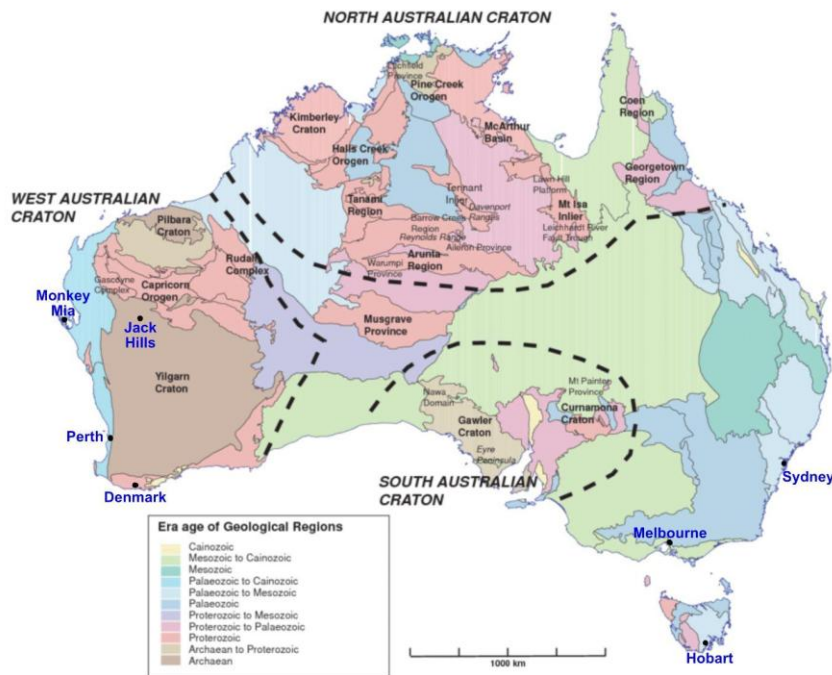 NORTH AUSTRALIAN CRATON
Province
Pine Creek
Orogen
Coen
Region
Kimberley
Craton
McArthur
Basin
Halls Creek
Orogen
Georgetown
Region
Lawn Hill
Platform
WEST AUSTRALIAN
CRATON
Tennant
Inlier
Davenport
Ranges
Tanami
Region
Mt Isa
Inlier
Pilbara
Craton
Barrow Creek
Region
Reynolds Range
Aileron Province
Leichhardt River
Fault Trough
Rudall
Complex
Warumpi
Province
Arunta
Region
Gascoyne
Complex
Capricorn
Orogen
Monkey
Mia
Jack
Hills
Musgrave
Province
Yilgarn
Craton
Mt Painter
Province
Nawa
Domain
Curnamona
Craton
Gawler
Craton
Perth
Eyre
Peninsula
Sydney
SOUTH AUSTRALIAN
CRATON
Denmark
Melbourne
Era age of Geological Regions
Cainozoic
Mesozoic to Cainozoic
Mesozoic
Palaeozoic to Cainozoic
Palaeozoic to Mesozoic
Palaeozoic
Proterozoic to Mesozoic
Proterozoic to Palaeozoic
Proterozoic
Archaean to Proterozoic
Archaean
1000 km
Hobart